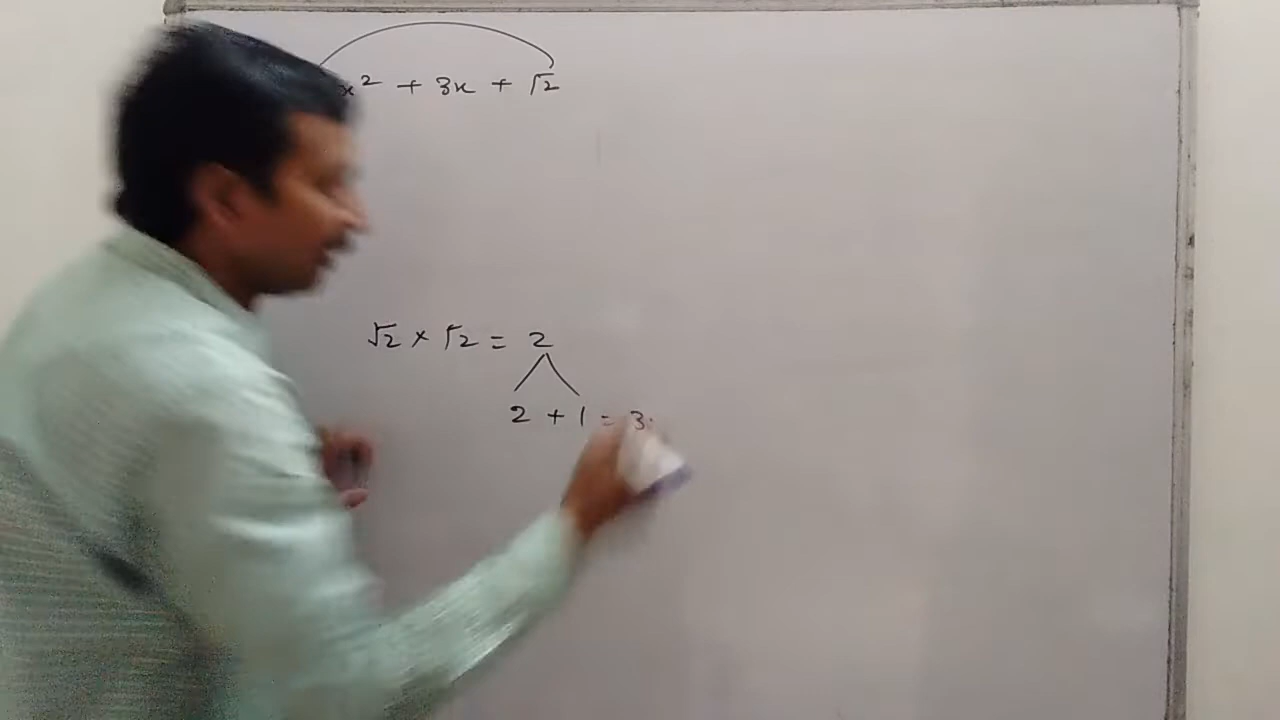 x² + 3x + √2
√2 × √2 = 2
2 + 1 = 3